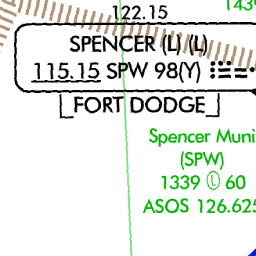 122.15
SPENCER (L) (L)
115.15 SPW 98(Y)
FORT DODGE
Spencer Muni
(SPW)
1339 Ⓛ 60
ASOS 126.625